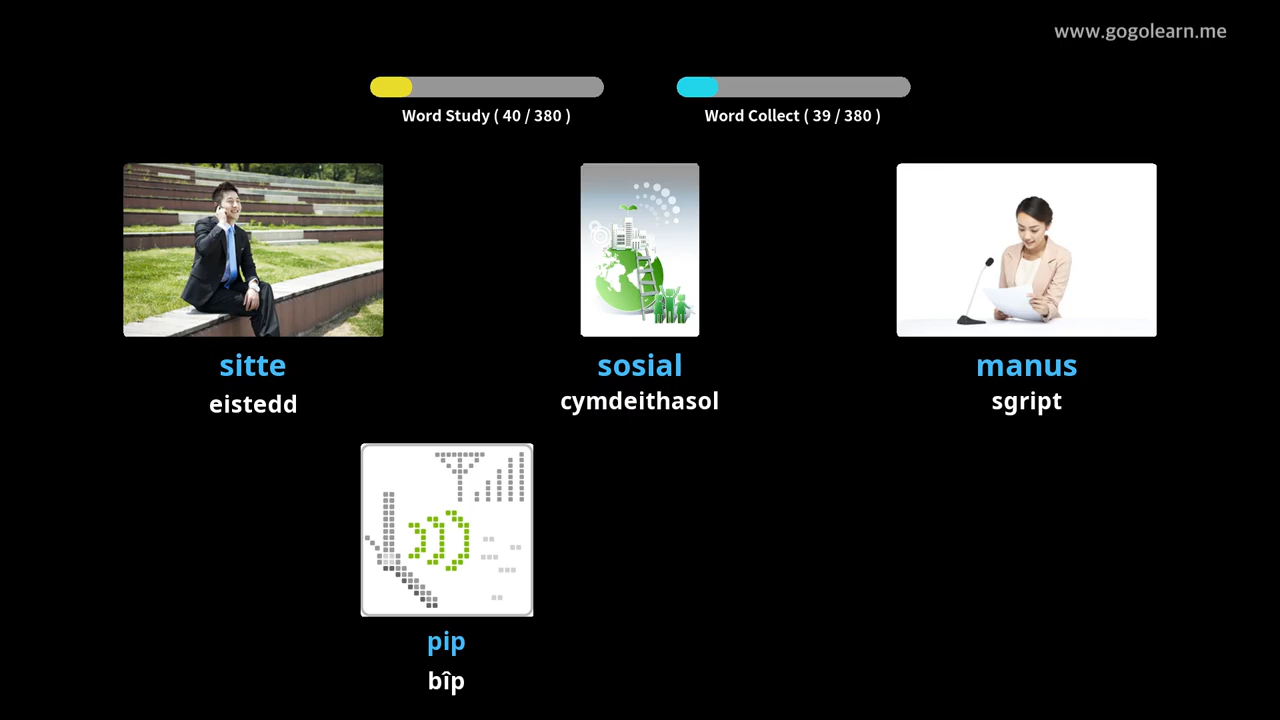 www.gogolearn.me
Word Study ( 40 / 380 )
Word Collect ( 39 / 380 )
sitte
eistedd
sosial
cymdeithasol
manus
sgript
pip
bîp